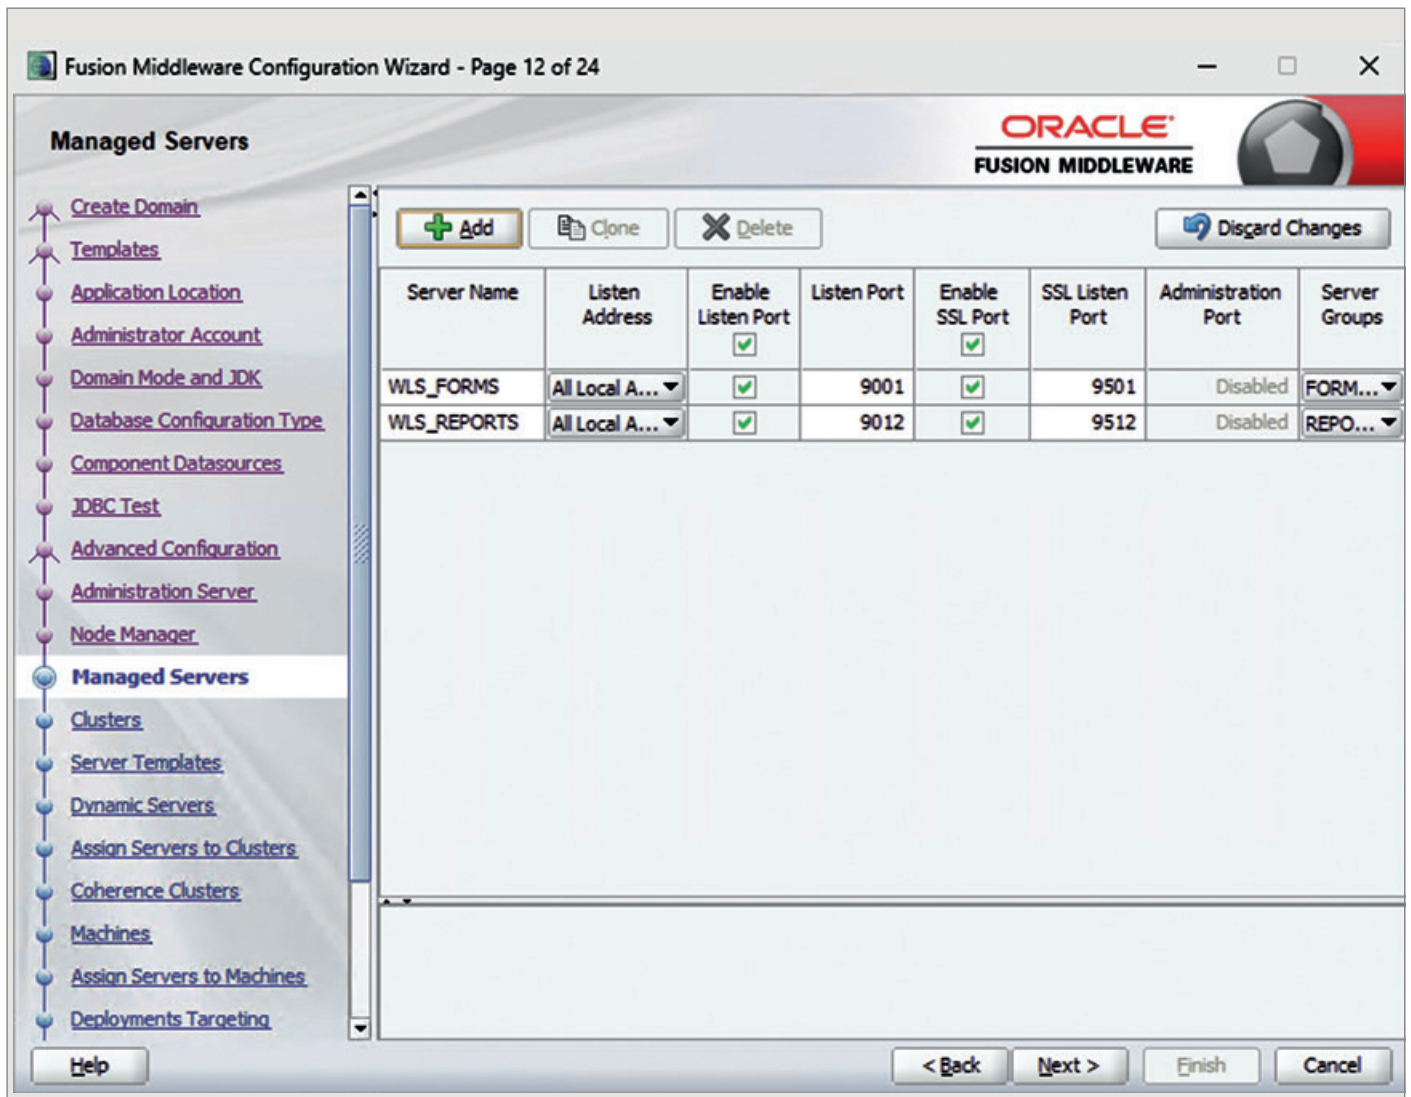 Fusion Middleware Configuration Wizard - Page 12 of 24
Managed Servers
ORACLE
FUSION MIDDLEWARE
Create Domain
Templates
Application Location
Administrator Account
Domain Mode and JDK
Database Configuration Type
Component Datasources
JDBC Test
Advanced Configuration
Administration Server
Node Manager
Managed Servers
Clusters
Server Templates
Dynamic Servers
Assign Servers to Clusters
Coherence Clusters
Machines
Assign Servers to Machines
Deployments Targeting
Add Clone Delete Discard Changes
Server Name Listen Address Enable Listen Port Listen Port Enable SSL Port SSL Listen Port Administration Port Server Groups
WLS_FORMS All Local A... 9001 9501 Disabled FORM...
WLS_REPORTS All Local A... 9012 9512 Disabled REPO...
Help < Back Next > Finish Cancel